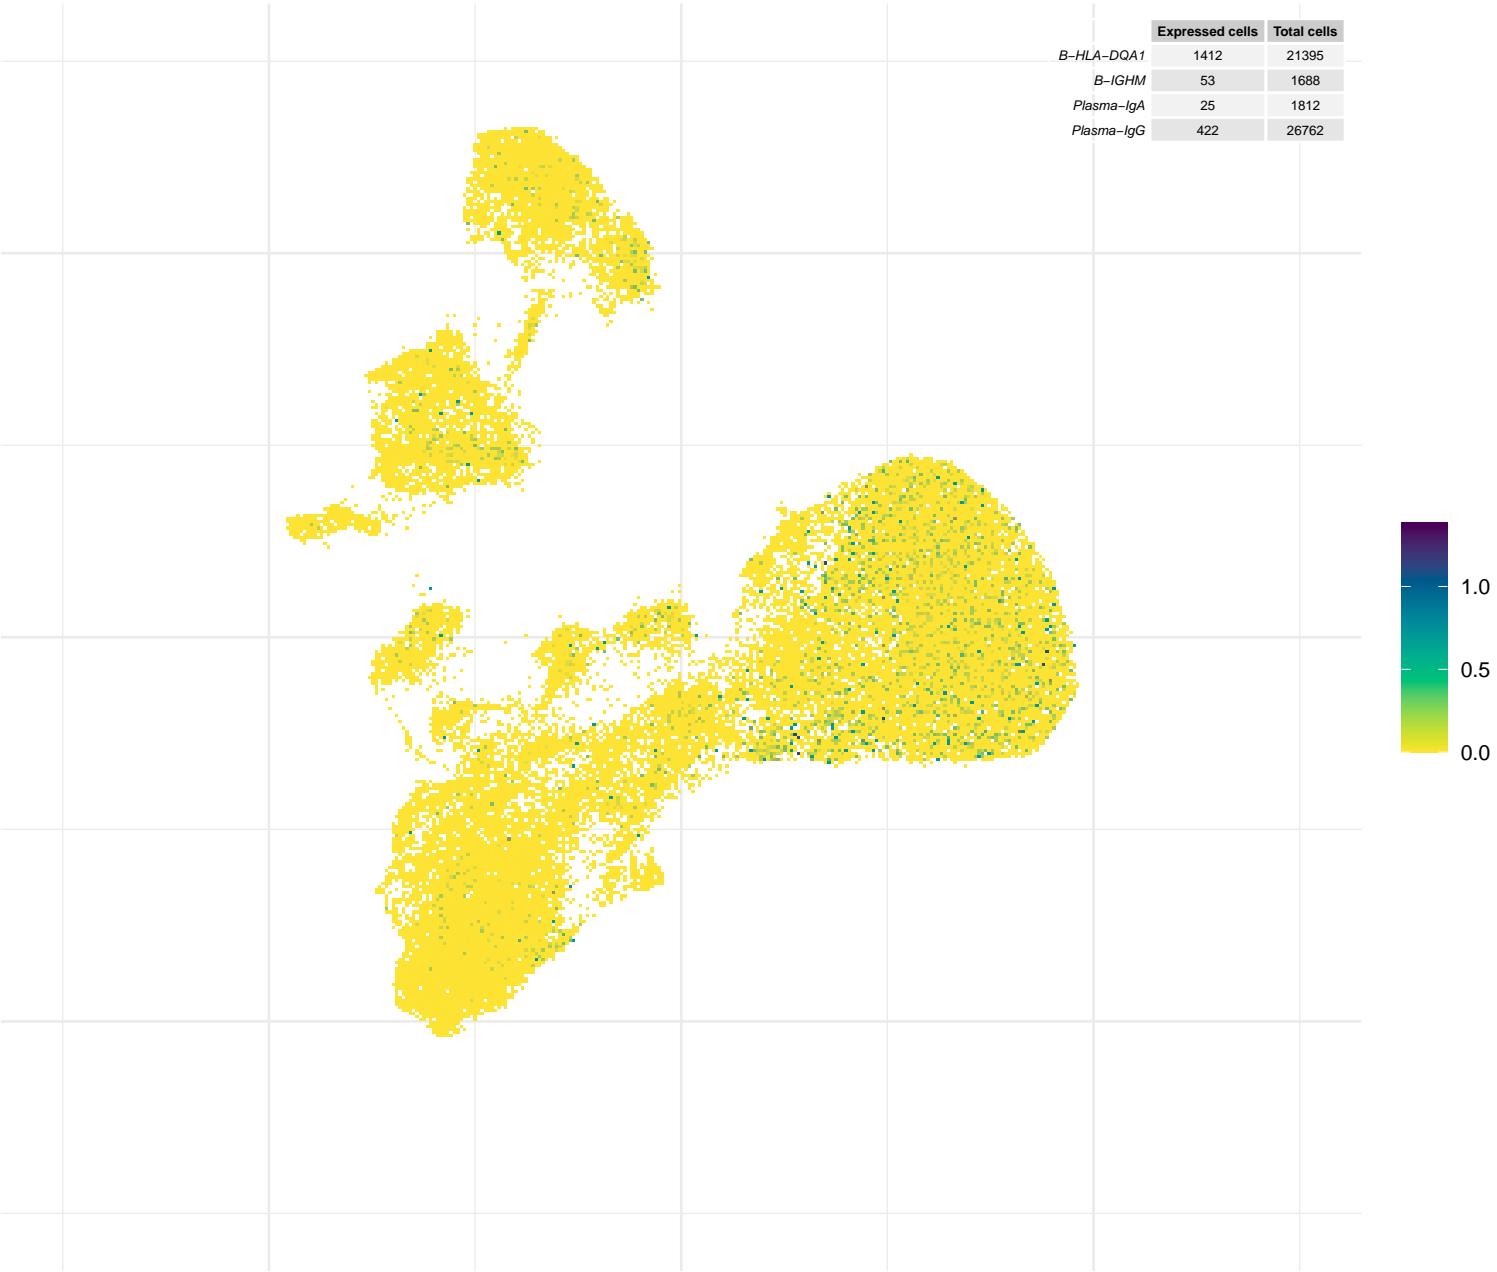 Expressed cells Total cells
B−HLA−DQA1 1412 21395
B−IGHM 53 1688
Plasma−IgA 25 1812
Plasma−IgG 422 26762
1.0
0.5
0.0